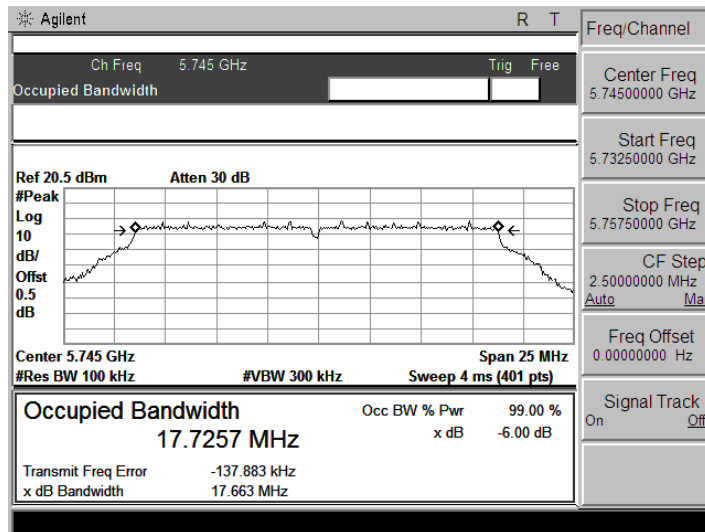 Agilent R T
Freq/Channel
Ch Freq 5.745 GHz Trig Free
Occupied Bandwidth
Center Freq
5.74500000 GHz
Start Freq
5.73250000 GHz
Stop Freq
5.75750000 GHz
CF Step
2.50000000 MHz
Auto Ma
Freq Offset
0.00000000 Hz
Signal Track
On Off
Ref 20.5 dBm Atten 30 dB
#Peak
Log
10
dB/
Offst
0.5
dB
Center 5.745 GHz Span 25 MHz
#Res BW 100 kHz #VBW 300 kHz Sweep 4 ms (401 pts)
Occupied Bandwidth Occ BW % Pwr 99.00 %
17.7257 MHz x dB -6.00 dB
Transmit Freq Error -137.883 kHz
x dB Bandwidth 17.663 MHz